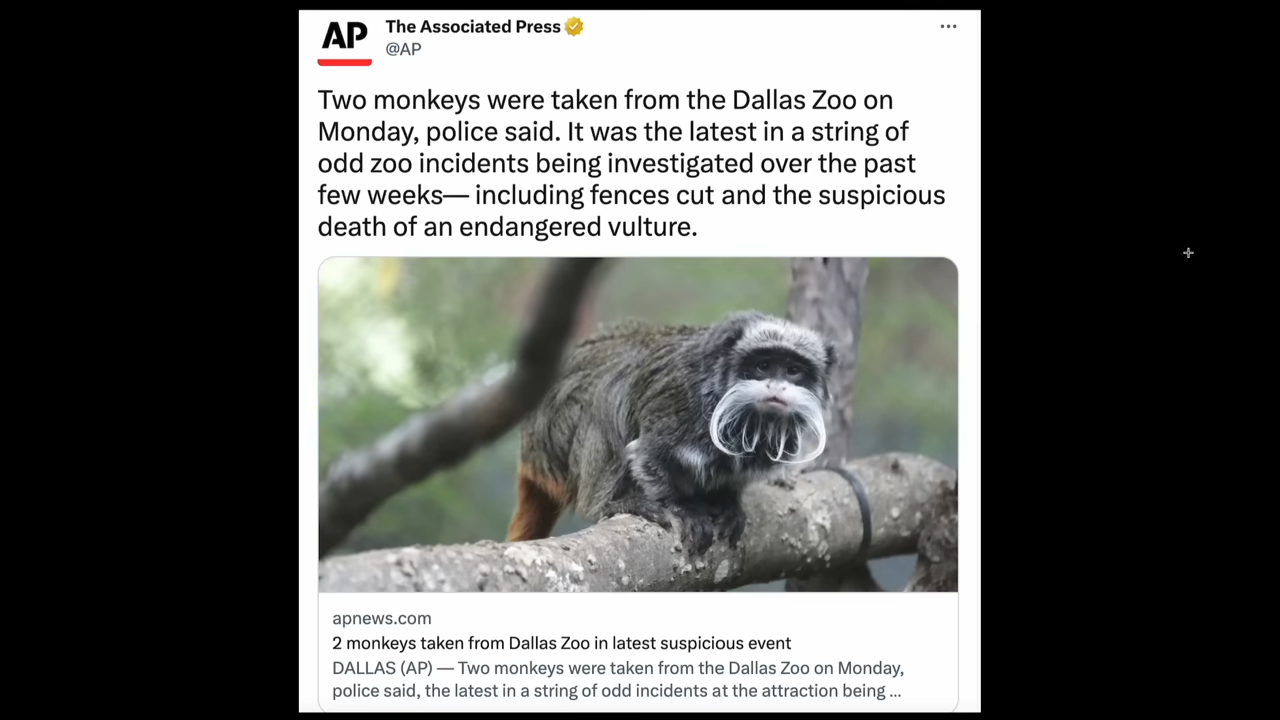 AP
The Associated Press
@AP
Two monkeys were taken from the Dallas Zoo on
Monday, police said. It was the latest in a string of
odd zoo incidents being investigated over the past
few weeks— including fences cut and the suspicious
death of an endangered vulture.
apnews.com
2 monkeys taken from Dallas Zoo in latest suspicious event
DALLAS (AP) — Two monkeys were taken from the Dallas Zoo on Monday,
police said, the latest in a string of odd incidents at the attraction being ...